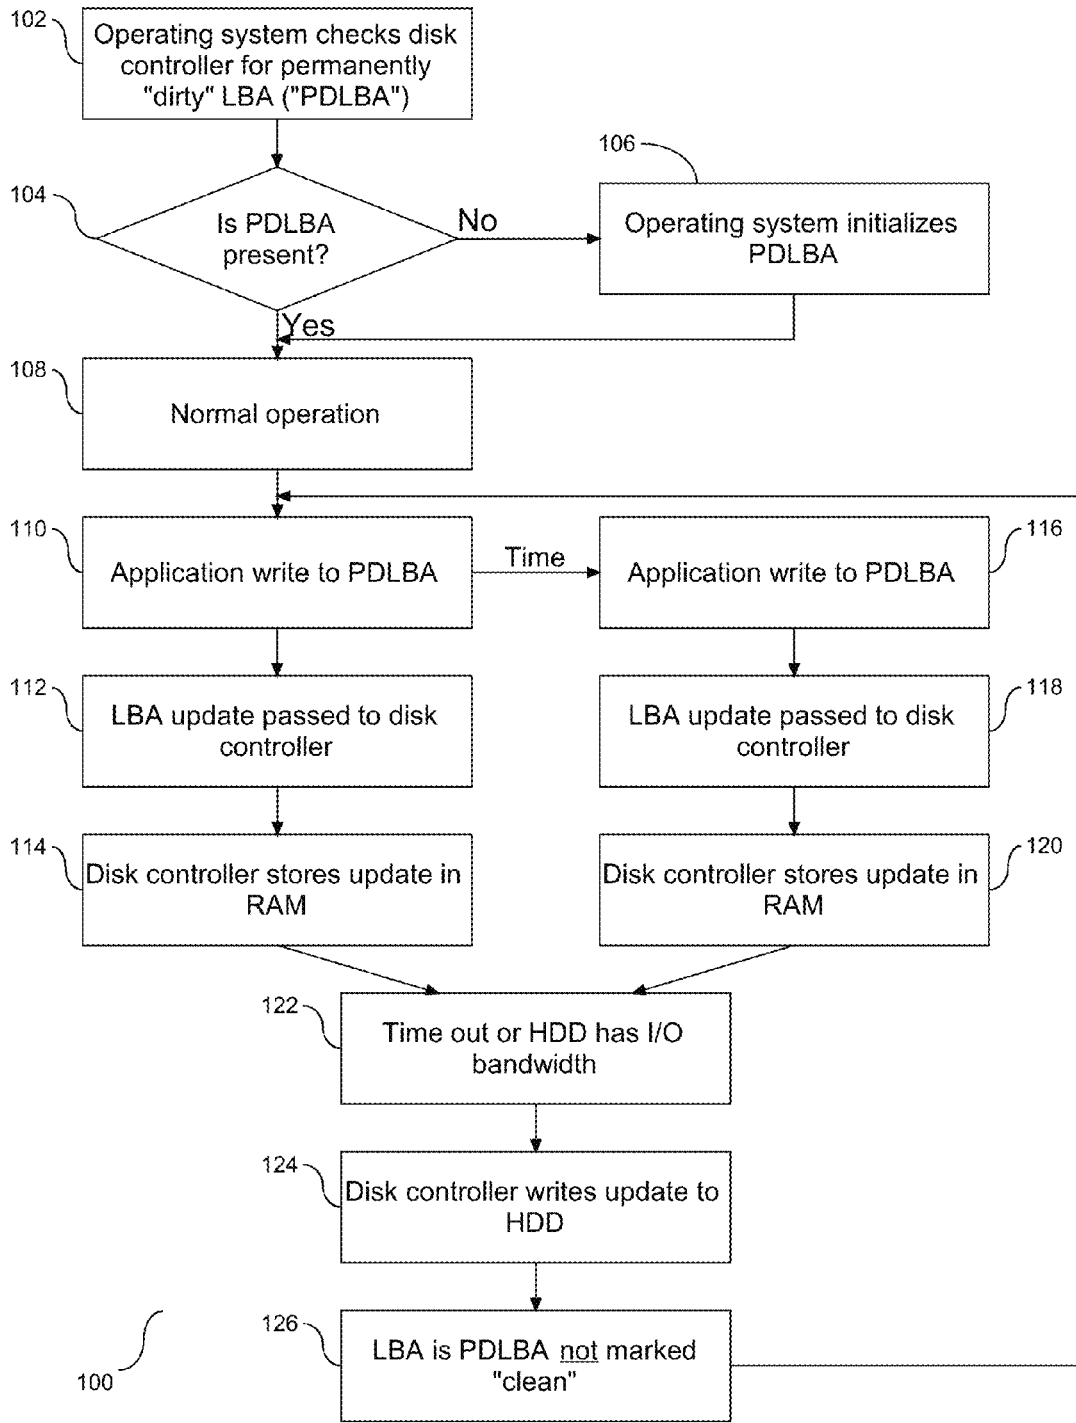 102
Operating system checks disk
controller for permanently
"dirty" LBA ("PDLBA")
104
Is PDLBA
present?
No
106
Operating system initializes
PDLBA
Yes
108
Normal operation
110
Application write to PDLBA
Time
116
Application write to PDLBA
112
LBA update passed to disk
controller
118
LBA update passed to disk
controller
114
Disk controller stores update in
RAM
120
Disk controller stores update in
RAM
122
Time out or HDD has I/O
bandwidth
124
Disk controller writes update to
HDD
126
LBA is PDLBA not marked
"clean"
100